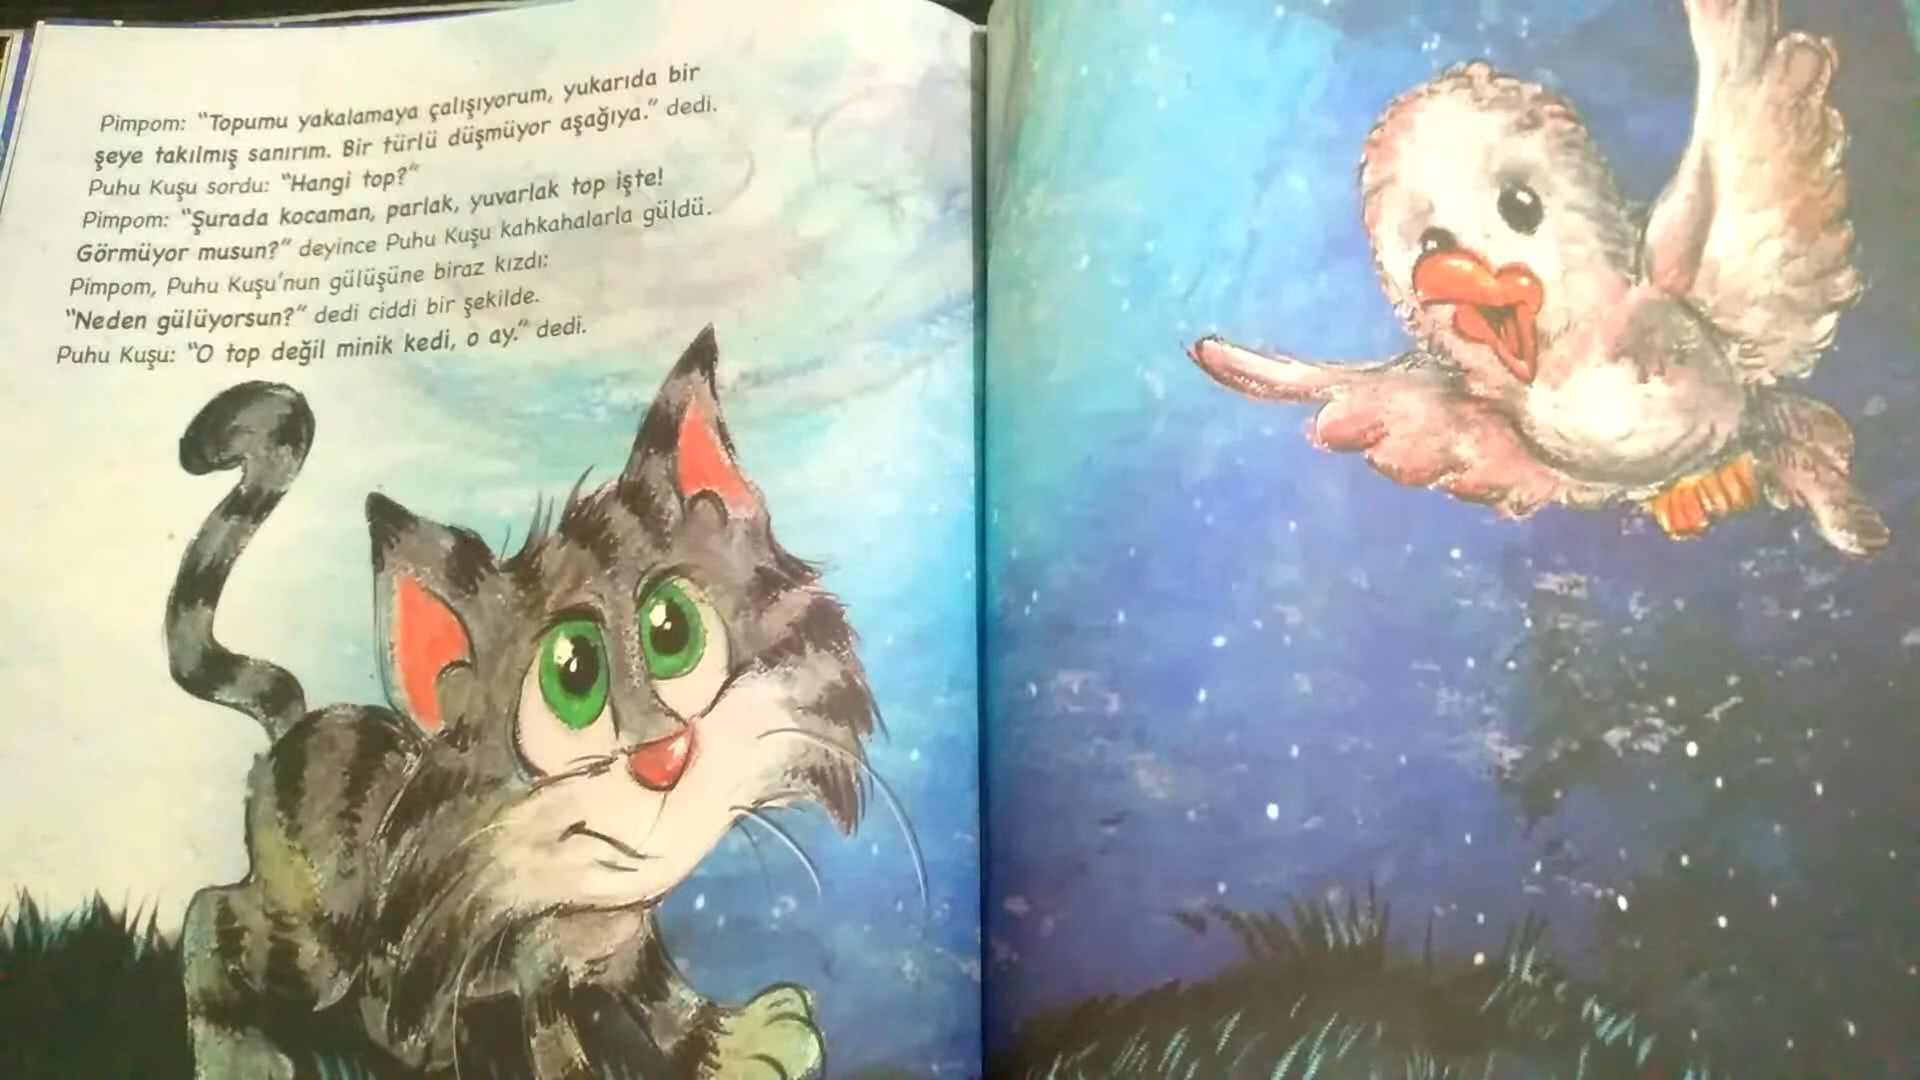 Pimpom: “Topumu yakalamaya çalışıyorum, yukarıda bir
şeye takılmış sanırım. Bir türlü düşmüyor aşağıya.” dedi.
Puhu Kuşu sordu: “Hangi top?”
Pimpom: “Şurada kocaman, parlak, yuvarlak top işte!
Görmüyor musun?” deyince Puhu Kuşu kahkahalarla güldü.
Pimpom, Puhu Kuşu’nun gülüşüne biraz kızdı:
“Neden gülüyorsun?” dedi ciddi bir şekilde.
Puhu Kuşu: “O top değil minik kedi, o ay.” dedi.